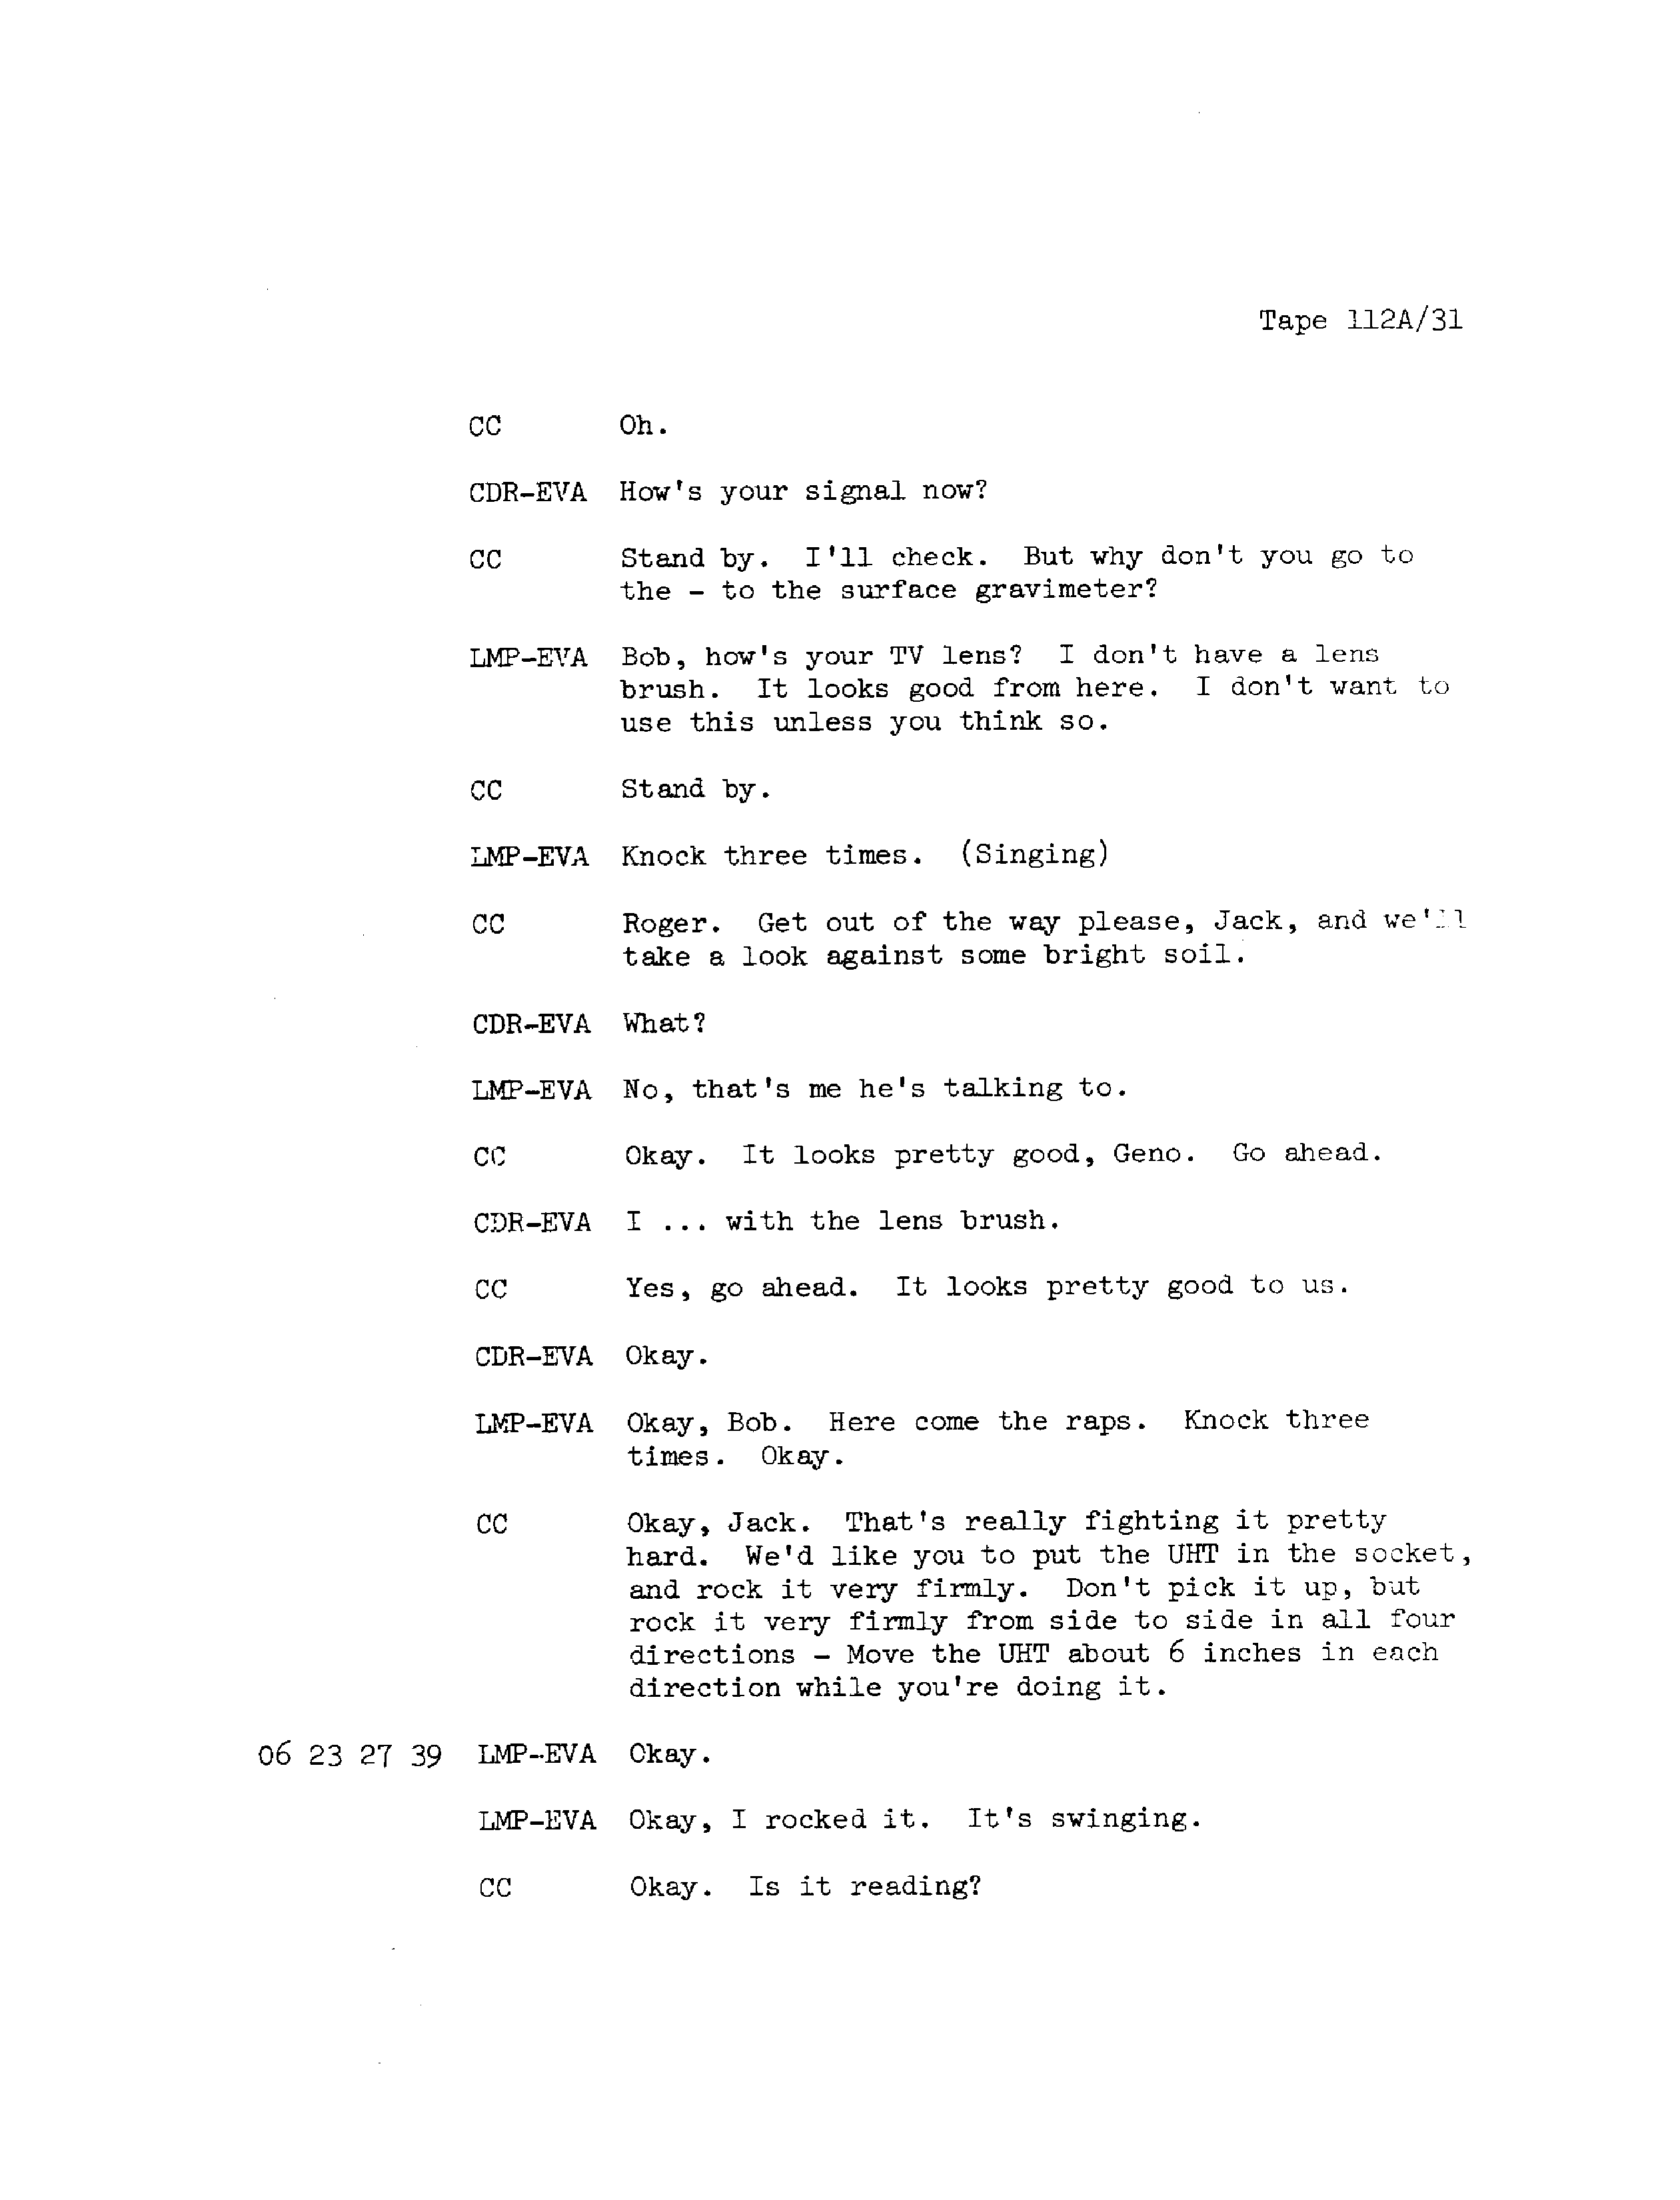 Tape 112A/31
CC Oh.
CDR-EVA How's your signal now?
CC Stand by. I'll check. But why don't you go to
the - to the surface gravimeter?
LMP-EVA Bob, how's your TV lens? I don't have a lens
brush. It looks good from here. I don't want to
use this unless you think so.
CC Stand by.
LMP-EVA Knock three times. (Singing)
CC Roger. Get out of the way please, Jack, and we'll
take a look against some bright soil.
CDR-EVA What?
LMP-EVA No, that's me he's talking to.
CC Okay. It looks pretty good, Geno. Go ahead.
CDR-EVA I ... with the lens brush.
CC Yes, go ahead. It looks pretty good to us.
CDR-EVA Okay.
LMP-EVA Okay, Bob. Here come the raps. Knock three
times. Okay.
CC Okay, Jack. That's really fighting it pretty
hard. We'd like you to put the UHT in the socket,
and rock it very firmly. Don't pick it up, but
rock it very firmly from side to side in all four
directions - Move the UHT about 6 inches in each
direction while you're doing it.
06 23 27 39 LMP-EVA Okay.
LMP-EVA Okay, I rocked it. It's swinging.
CC Okay. Is it reading?